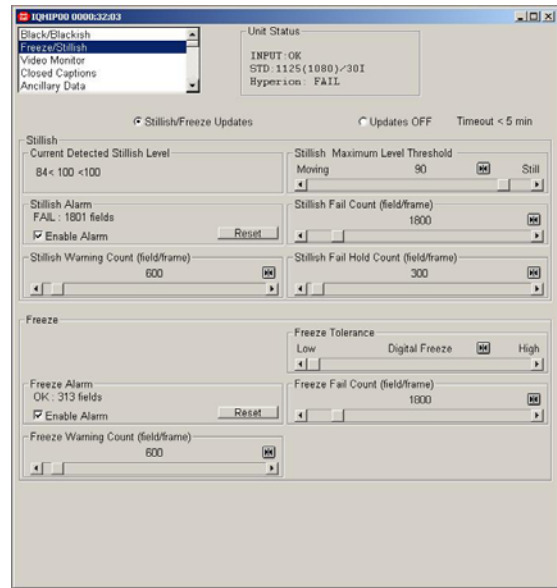 IQHIP00 0000:32:03
Black/Blackish
Freeze/Stillish
Video Monitor
Closed Captions
Ancillary Data
Unit Status
INPUT:OK
STD:1125(1080)/30I
Hyperion: FAIL
Stillish/Freeze Updates
Updates OFF
Timeout < 5 min
Stillish
Current Detected Stillish Level
84< 100 <100
Stillish Maximum Level Threshold
Moving 90 Still
Stillish Alarm
FAIL : 1801 fields
Enable Alarm
Reset
Stillish Fail Count (field/frame)
1800
Stillish Warning Count (field/frame)
600
Stillish Fail Hold Count (field/frame)
300
Freeze
Freeze Tolerance
Low Digital Freeze High
Freeze Alarm
OK : 313 fields
Enable Alarm
Reset
Freeze Fail Count (field/frame)
1800
Freeze Warning Count (field/frame)
600